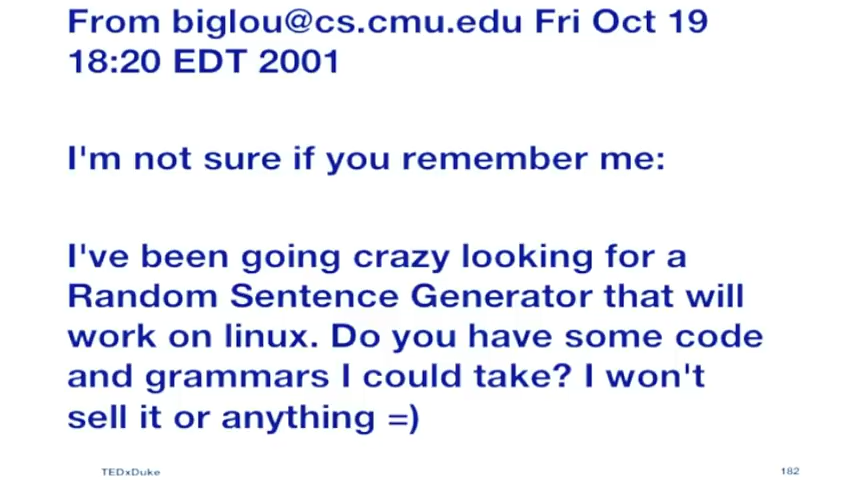 From biglou@cs.cmu.edu Fri Oct 19
18:20 EDT 2001
I'm not sure if you remember me:
I've been going crazy looking for a
Random Sentence Generator that will
work on linux. Do you have some code
and grammars I could take? I won't
sell it or anything =)
TEDxDuke
182